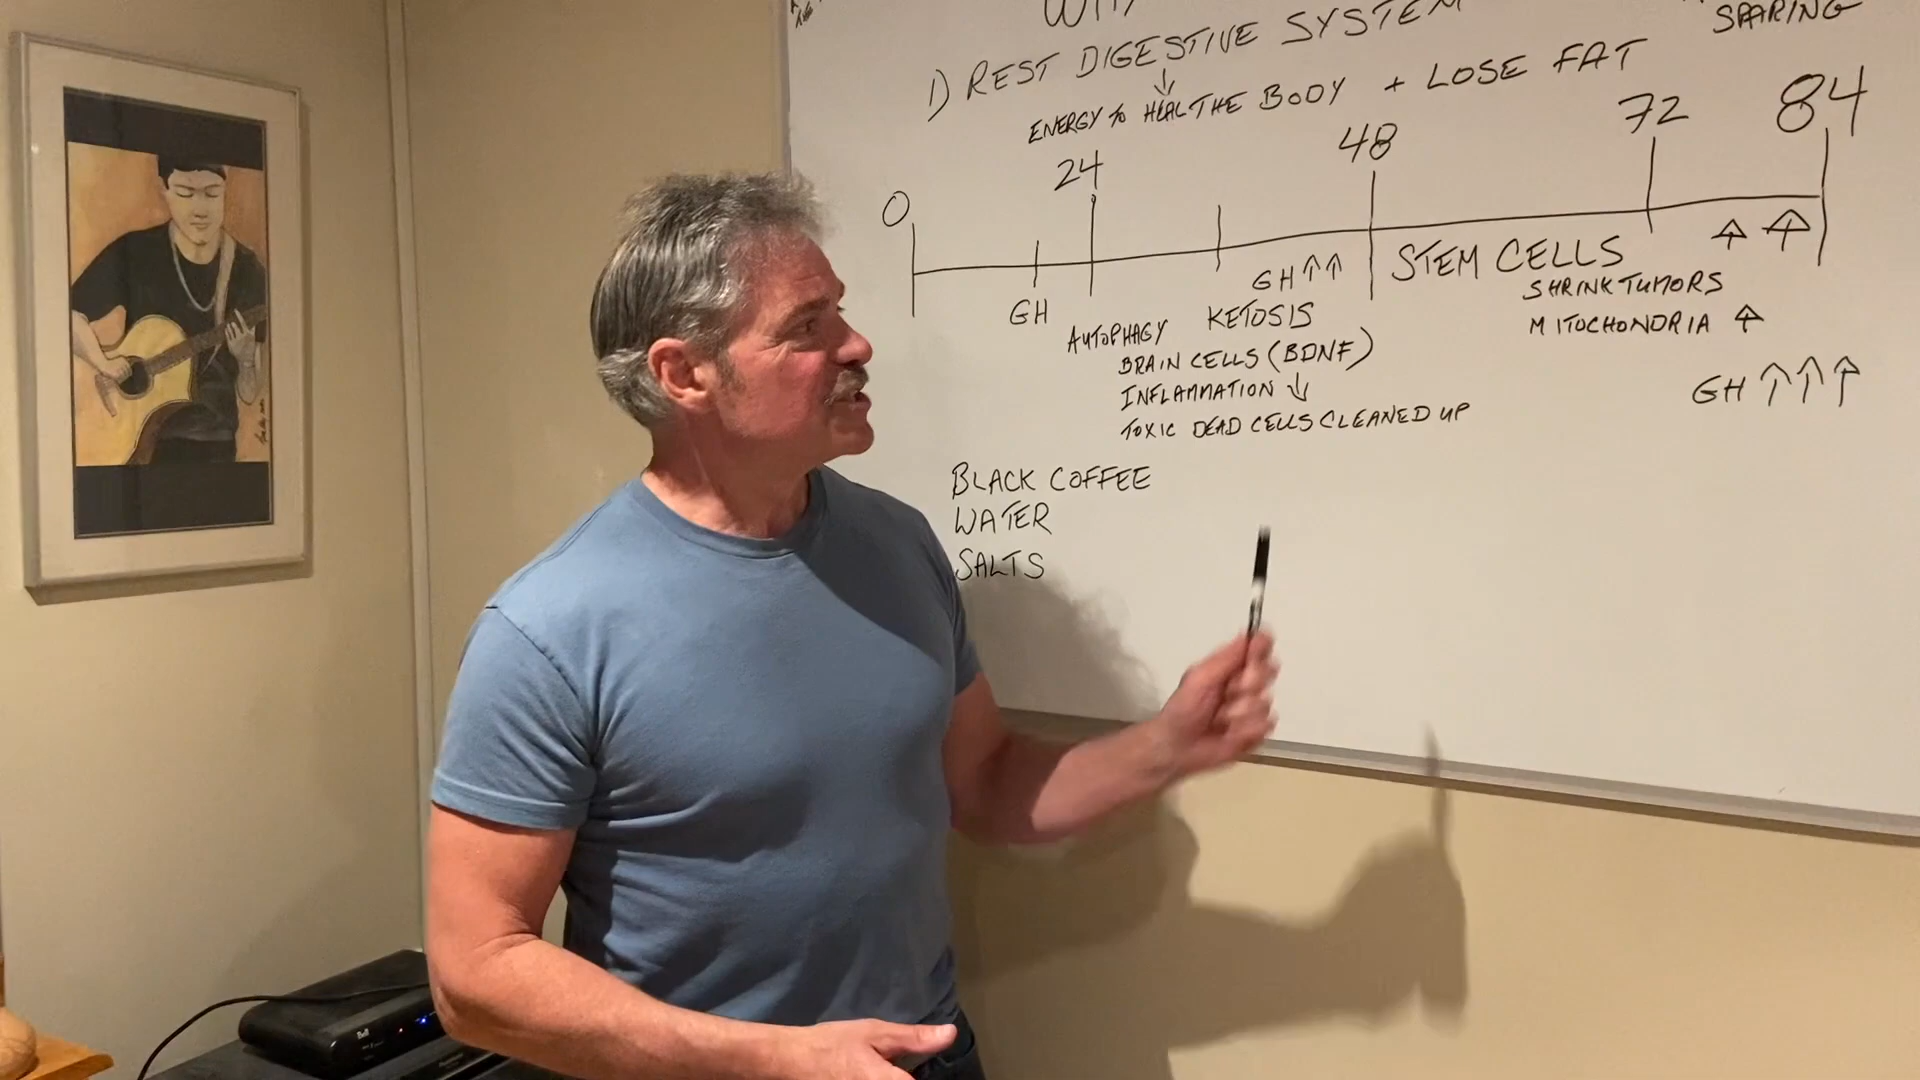 SPARING
1) REST DIGESTIVE SYSTEM
↓
ENERGY TO HEAL THE BODY + LOSE FAT
0 24 48 72 84
GH
AUTOPHAGY
BRAIN CELLS (BDNF)
INFLAMMATION ↓
TOXIC DEAD CELLS CLEANED UP
GH ↑↑
KETOSIS
STEM CELLS ↑ ↑
SHRINK TUMORS
MITOCHONDRIA ↑
GH ↑↑↑
BLACK COFFEE
WATER
SALTS
Bell